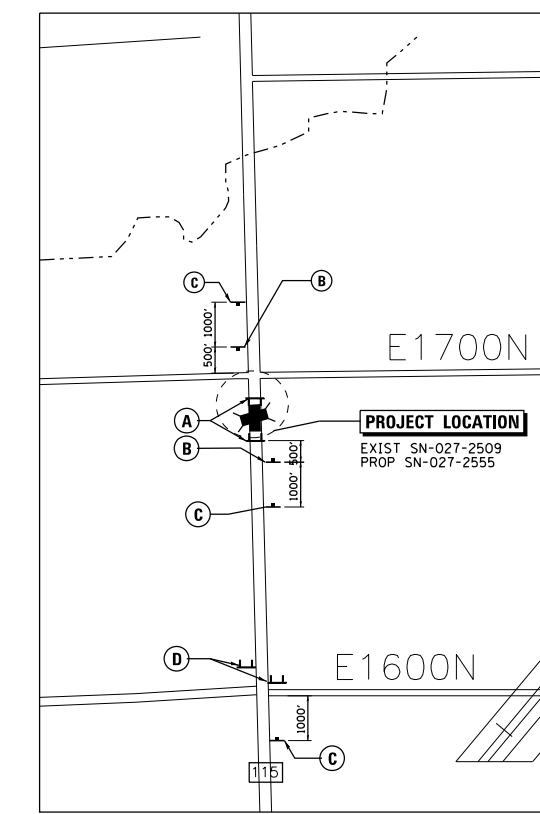 C
B
1000'
500'
E1700N
A
PROJECT LOCATION
EXIST SN-027-2509
PROP SN-027-2555
B
500'
1000'
C
D
E1600N
1000'
C
115